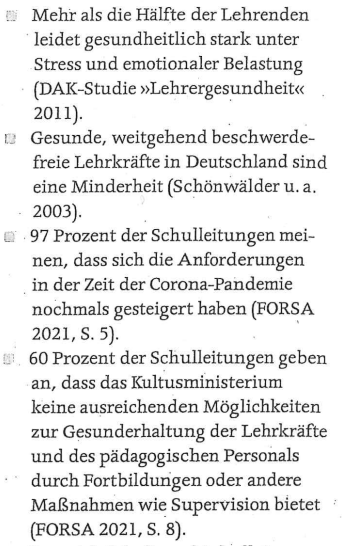 Mehr als die Hälfte der Lehrenden
leidet gesundheitlich stark unter
Stress und emotionaler Belastung
(DAK-Studie »Lehrergesundheit«
2011).
Gesunde, weitgehend beschwerde-
freie Lehrkräfte in Deutschland sind
eine Minderheit (Schönwälder u. a.
2003).
97 Prozent der Schulleitungen mei-
nen, dass sich die Anforderungen
in der Zeit der Corona-Pandemie
nochmals gesteigert haben (FORSA
2021, S. 5).
60 Prozent der Schulleitungen geben
an, dass das Kultusministerium
keine ausreichenden Möglichkeiten
zur Gesunderhaltung der Lehrkräfte
und des pädagogischen Personals
durch Fortbildungen oder andere
Maßnahmen wie Supervision bietet
(FORSA 2021, S. 8).